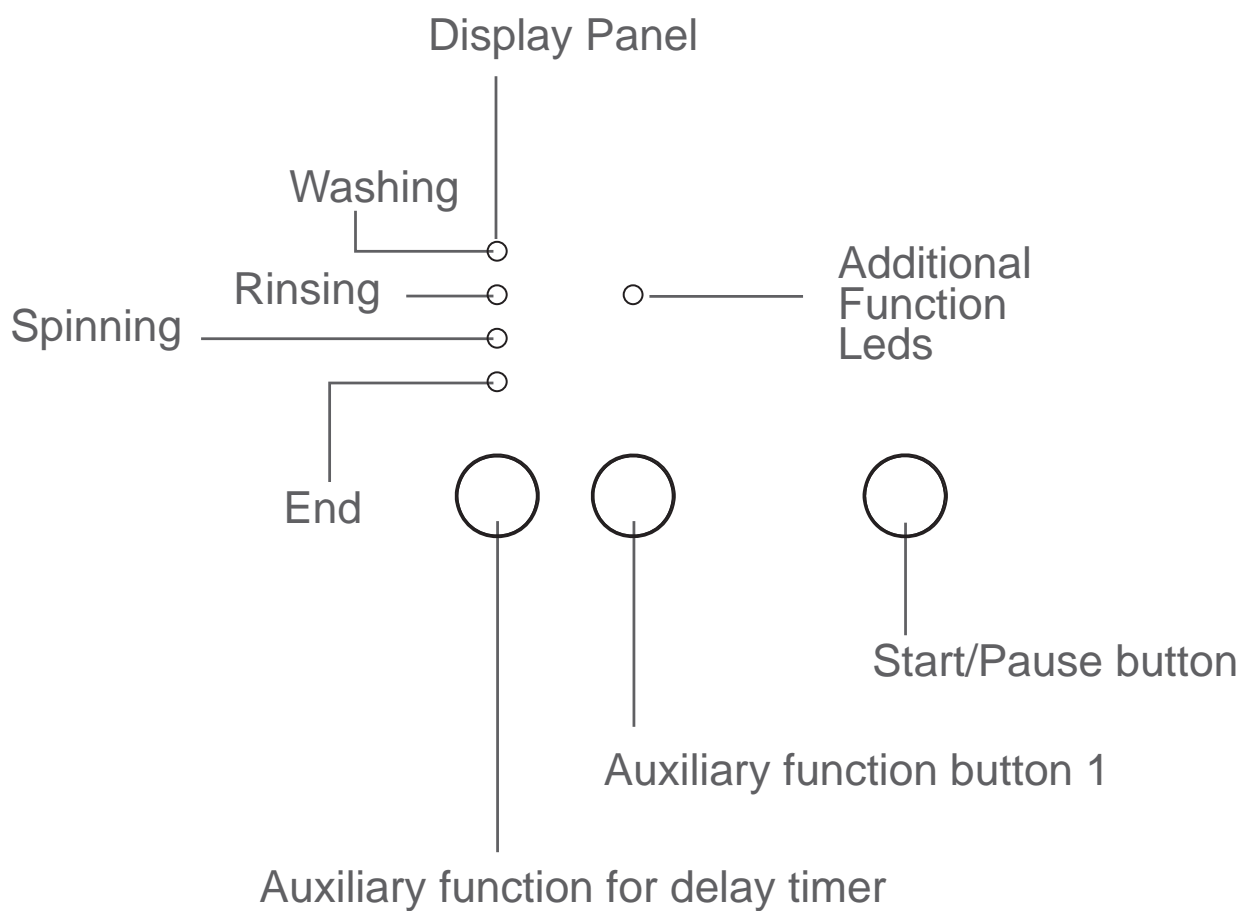 Display Panel
Washing
Rinsing
Spinning
End
Additional
Function
Leds
Start/Pause button
Auxiliary function button 1
Auxiliary function for delay timer